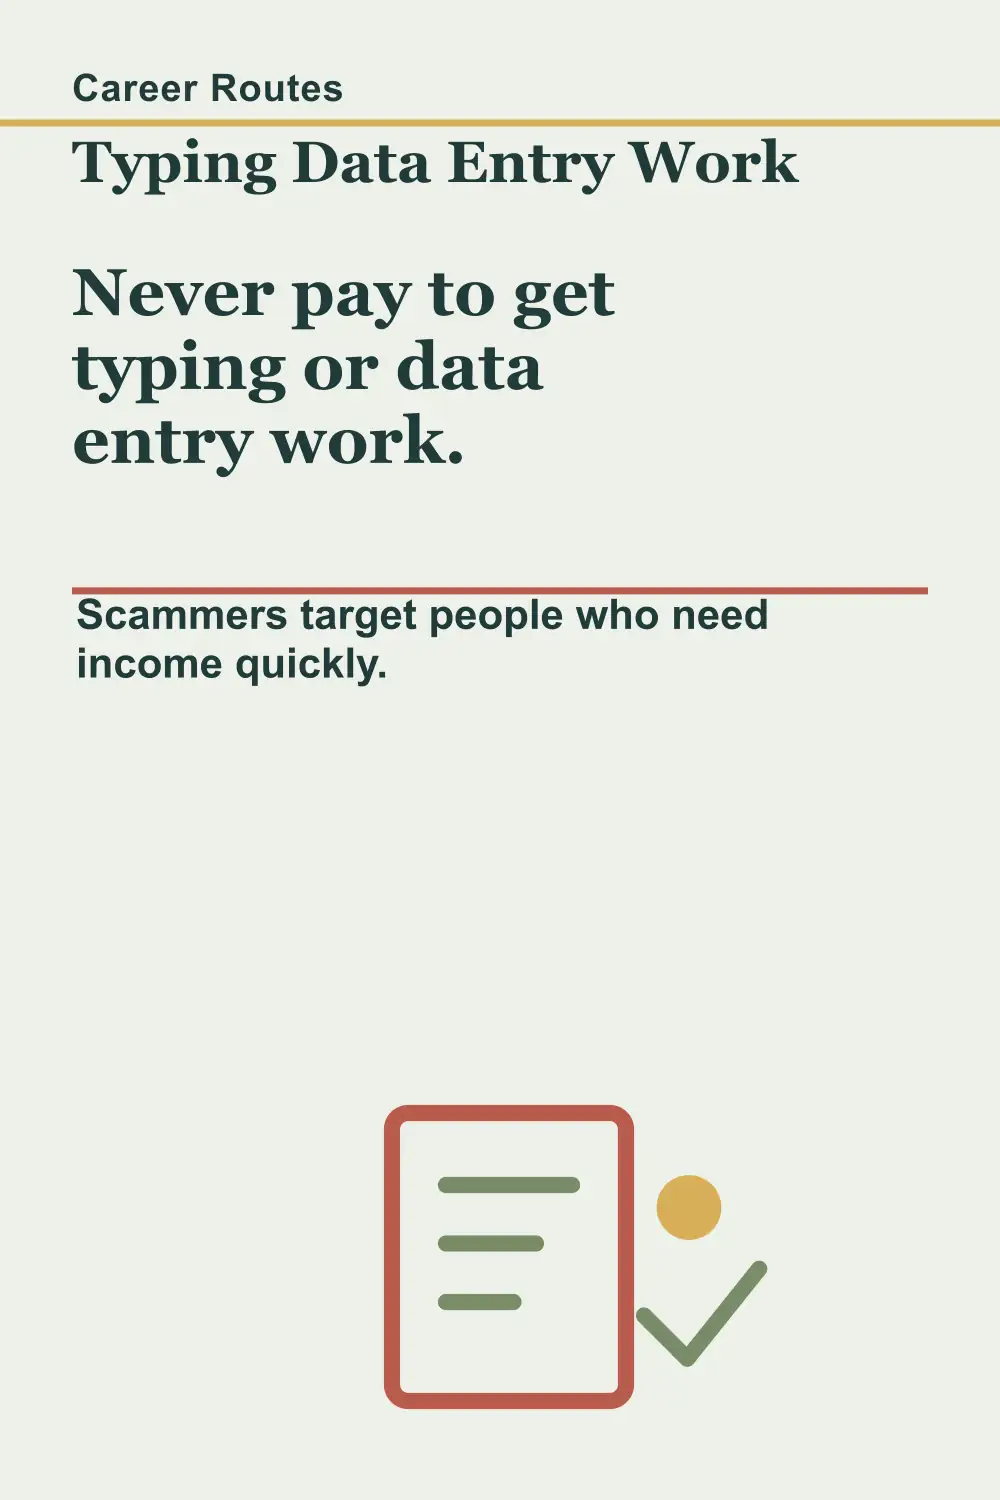 Career Routes
Typing Data Entry Work
Never pay to get
typing or data
entry work.
Scammers target people who need
income quickly.